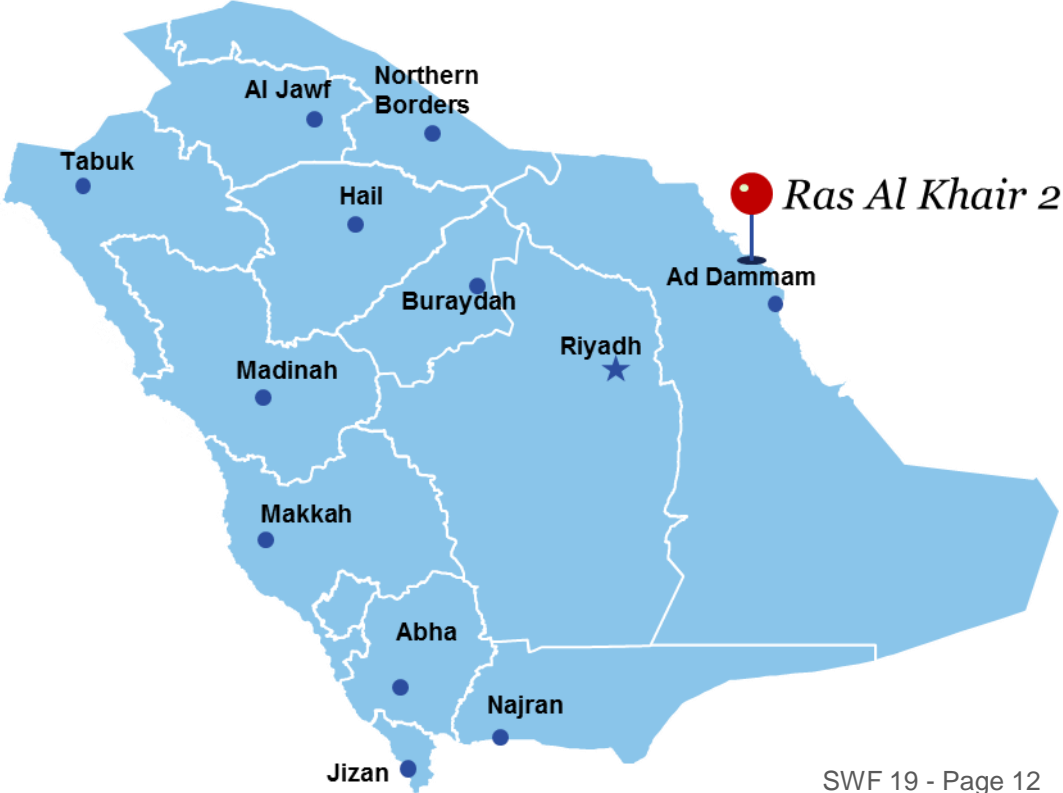 Northern
Borders
Al Jawf
Tabuk
Hail
Ras Al Khair 2
Ad Dammam
Buraydah
Riyadh
Madinah
Makkah
Abha
Najran
Jizan
SWF 19 - Page 12